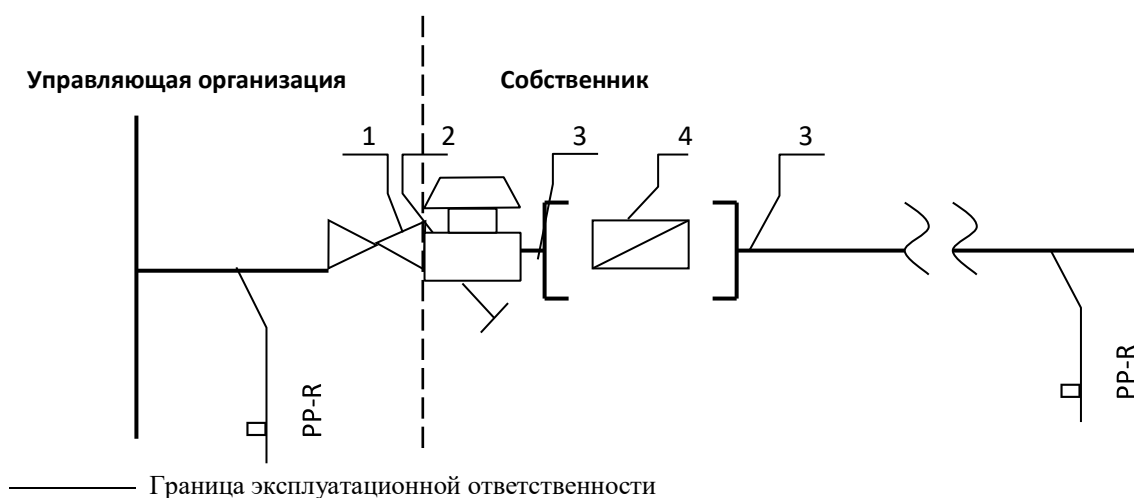 Управляющая организация
Собственник
1
2
3
4
3
PP-R
PP-R
Граница эксплуатационной ответственности